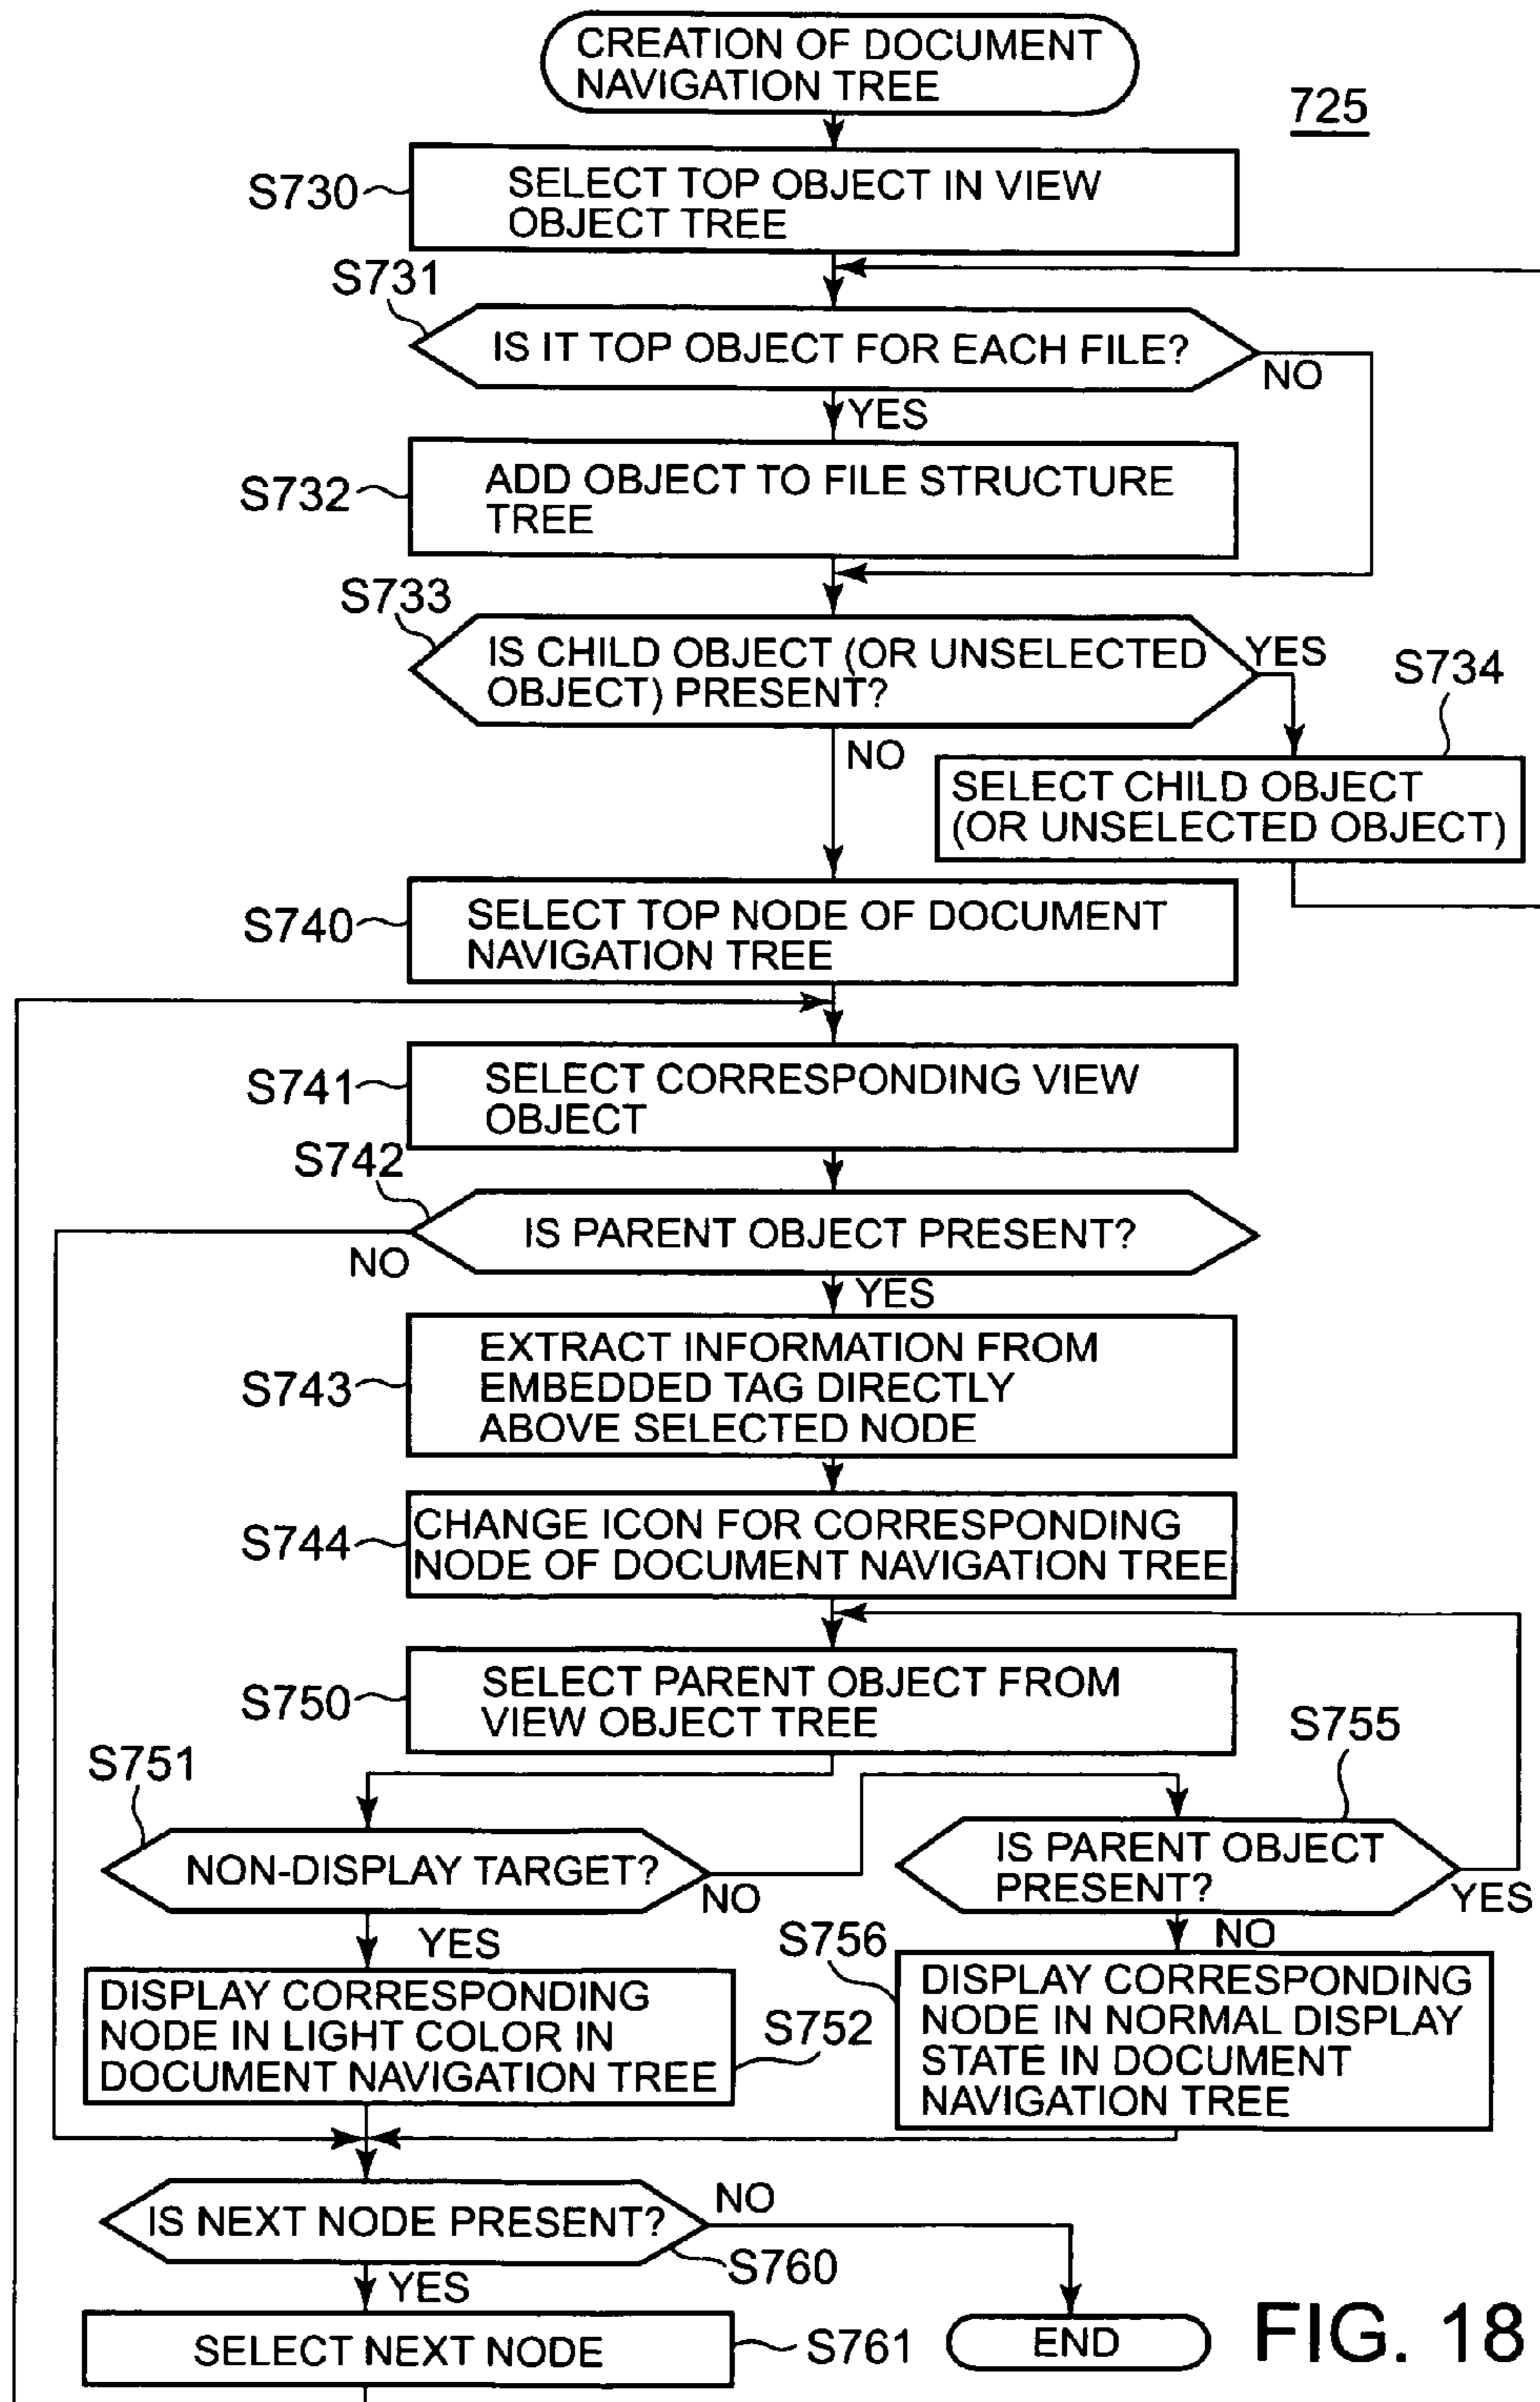 CREATION OF DOCUMENT
NAVIGATION TREE
725
S730
SELECT TOP OBJECT IN VIEW
OBJECT TREE
S731
IS IT TOP OBJECT FOR EACH FILE?
NO
YES
S732
ADD OBJECT TO FILE STRUCTURE
TREE
S733
IS CHILD OBJECT (OR UNSELECTED
OBJECT) PRESENT?
YES
S734
NO
SELECT CHILD OBJECT
(OR UNSELECTED OBJECT)
S740
SELECT TOP NODE OF DOCUMENT
NAVIGATION TREE
S741
SELECT CORRESPONDING VIEW
OBJECT
S742
IS PARENT OBJECT PRESENT?
NO
YES
S743
EXTRACT INFORMATION FROM
EMBEDDED TAG DIRECTLY
ABOVE SELECTED NODE
S744
CHANGE ICON FOR CORRESPONDING
NODE OF DOCUMENT NAVIGATION TREE
S750
SELECT PARENT OBJECT FROM
VIEW OBJECT TREE
S751
S755
NON-DISPLAY TARGET?
NO
IS PARENT OBJECT
PRESENT?
YES
YES
NO
S756
DISPLAY CORRESPONDING
NODE IN LIGHT COLOR IN
DOCUMENT NAVIGATION TREE
S752
DISPLAY CORRESPONDING
NODE IN NORMAL DISPLAY
STATE IN DOCUMENT
NAVIGATION TREE
IS NEXT NODE PRESENT?
NO
S760
YES
SELECT NEXT NODE
S761
END
FIG. 18